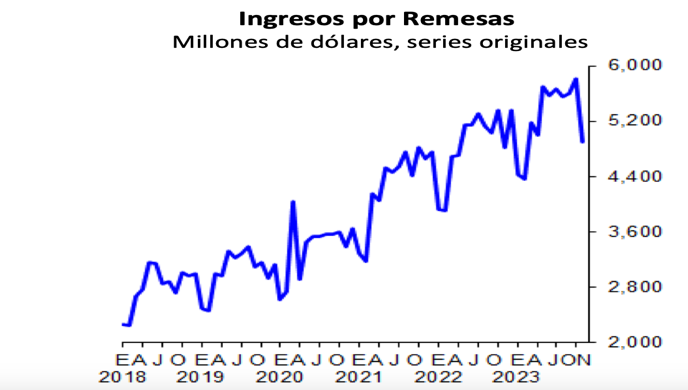 Ingresos por Remesas
Millones de dólares, series originales
6,000
5,200
4,400
3,600
2,800
2,000
E A J O E A J O E A J O E A J O E A J O E A J O N
2018 2019 2020 2021 2022 2023